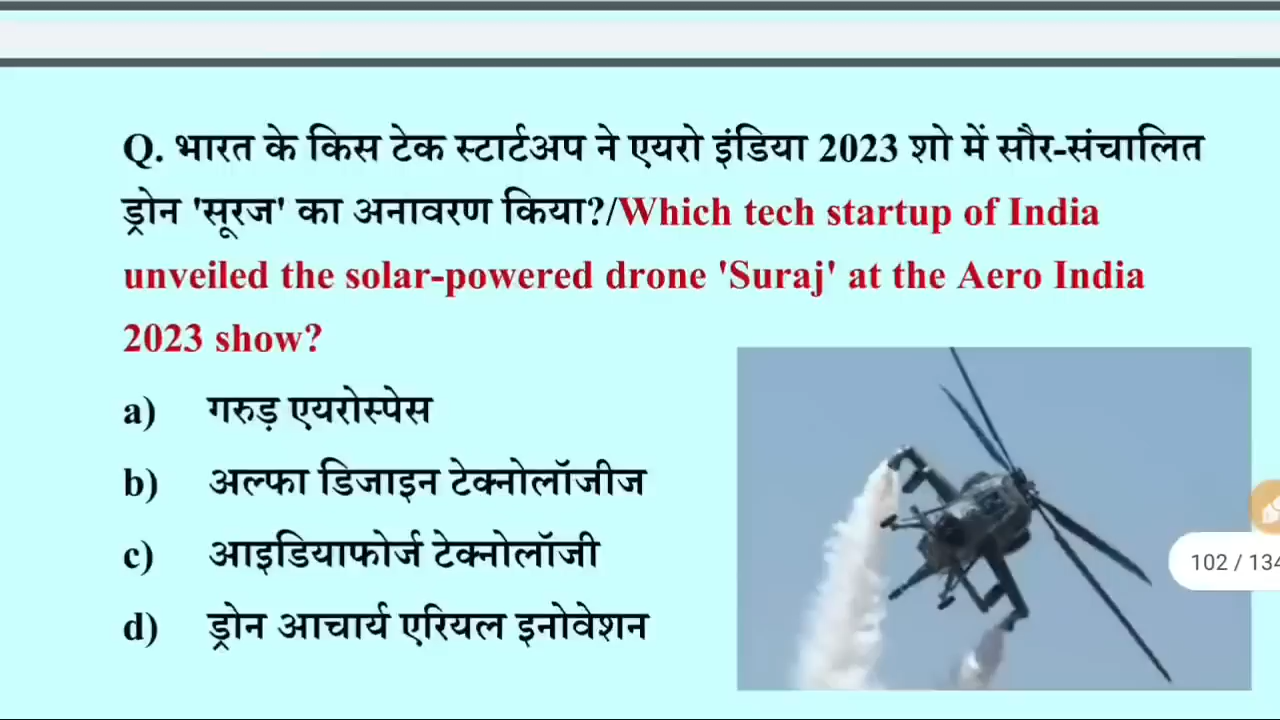 Q. भारत के किस टेक स्टार्टअप ने एयरो इंडिया 2023 शो में सौर-संचालित
ड्रोन 'सूरज' का अनावरण किया?/Which tech startup of India
unveiled the solar-powered drone 'Suraj' at the Aero India
2023 show?
a) गरुड़ एयरोस्पेस
b) अल्फा डिजाइन टेक्नोलॉजीज
c) आइडियाफोर्ज टेक्नोलॉजी
102 / 134
d) ड्रोन आचार्य एरियल इनोवेशन